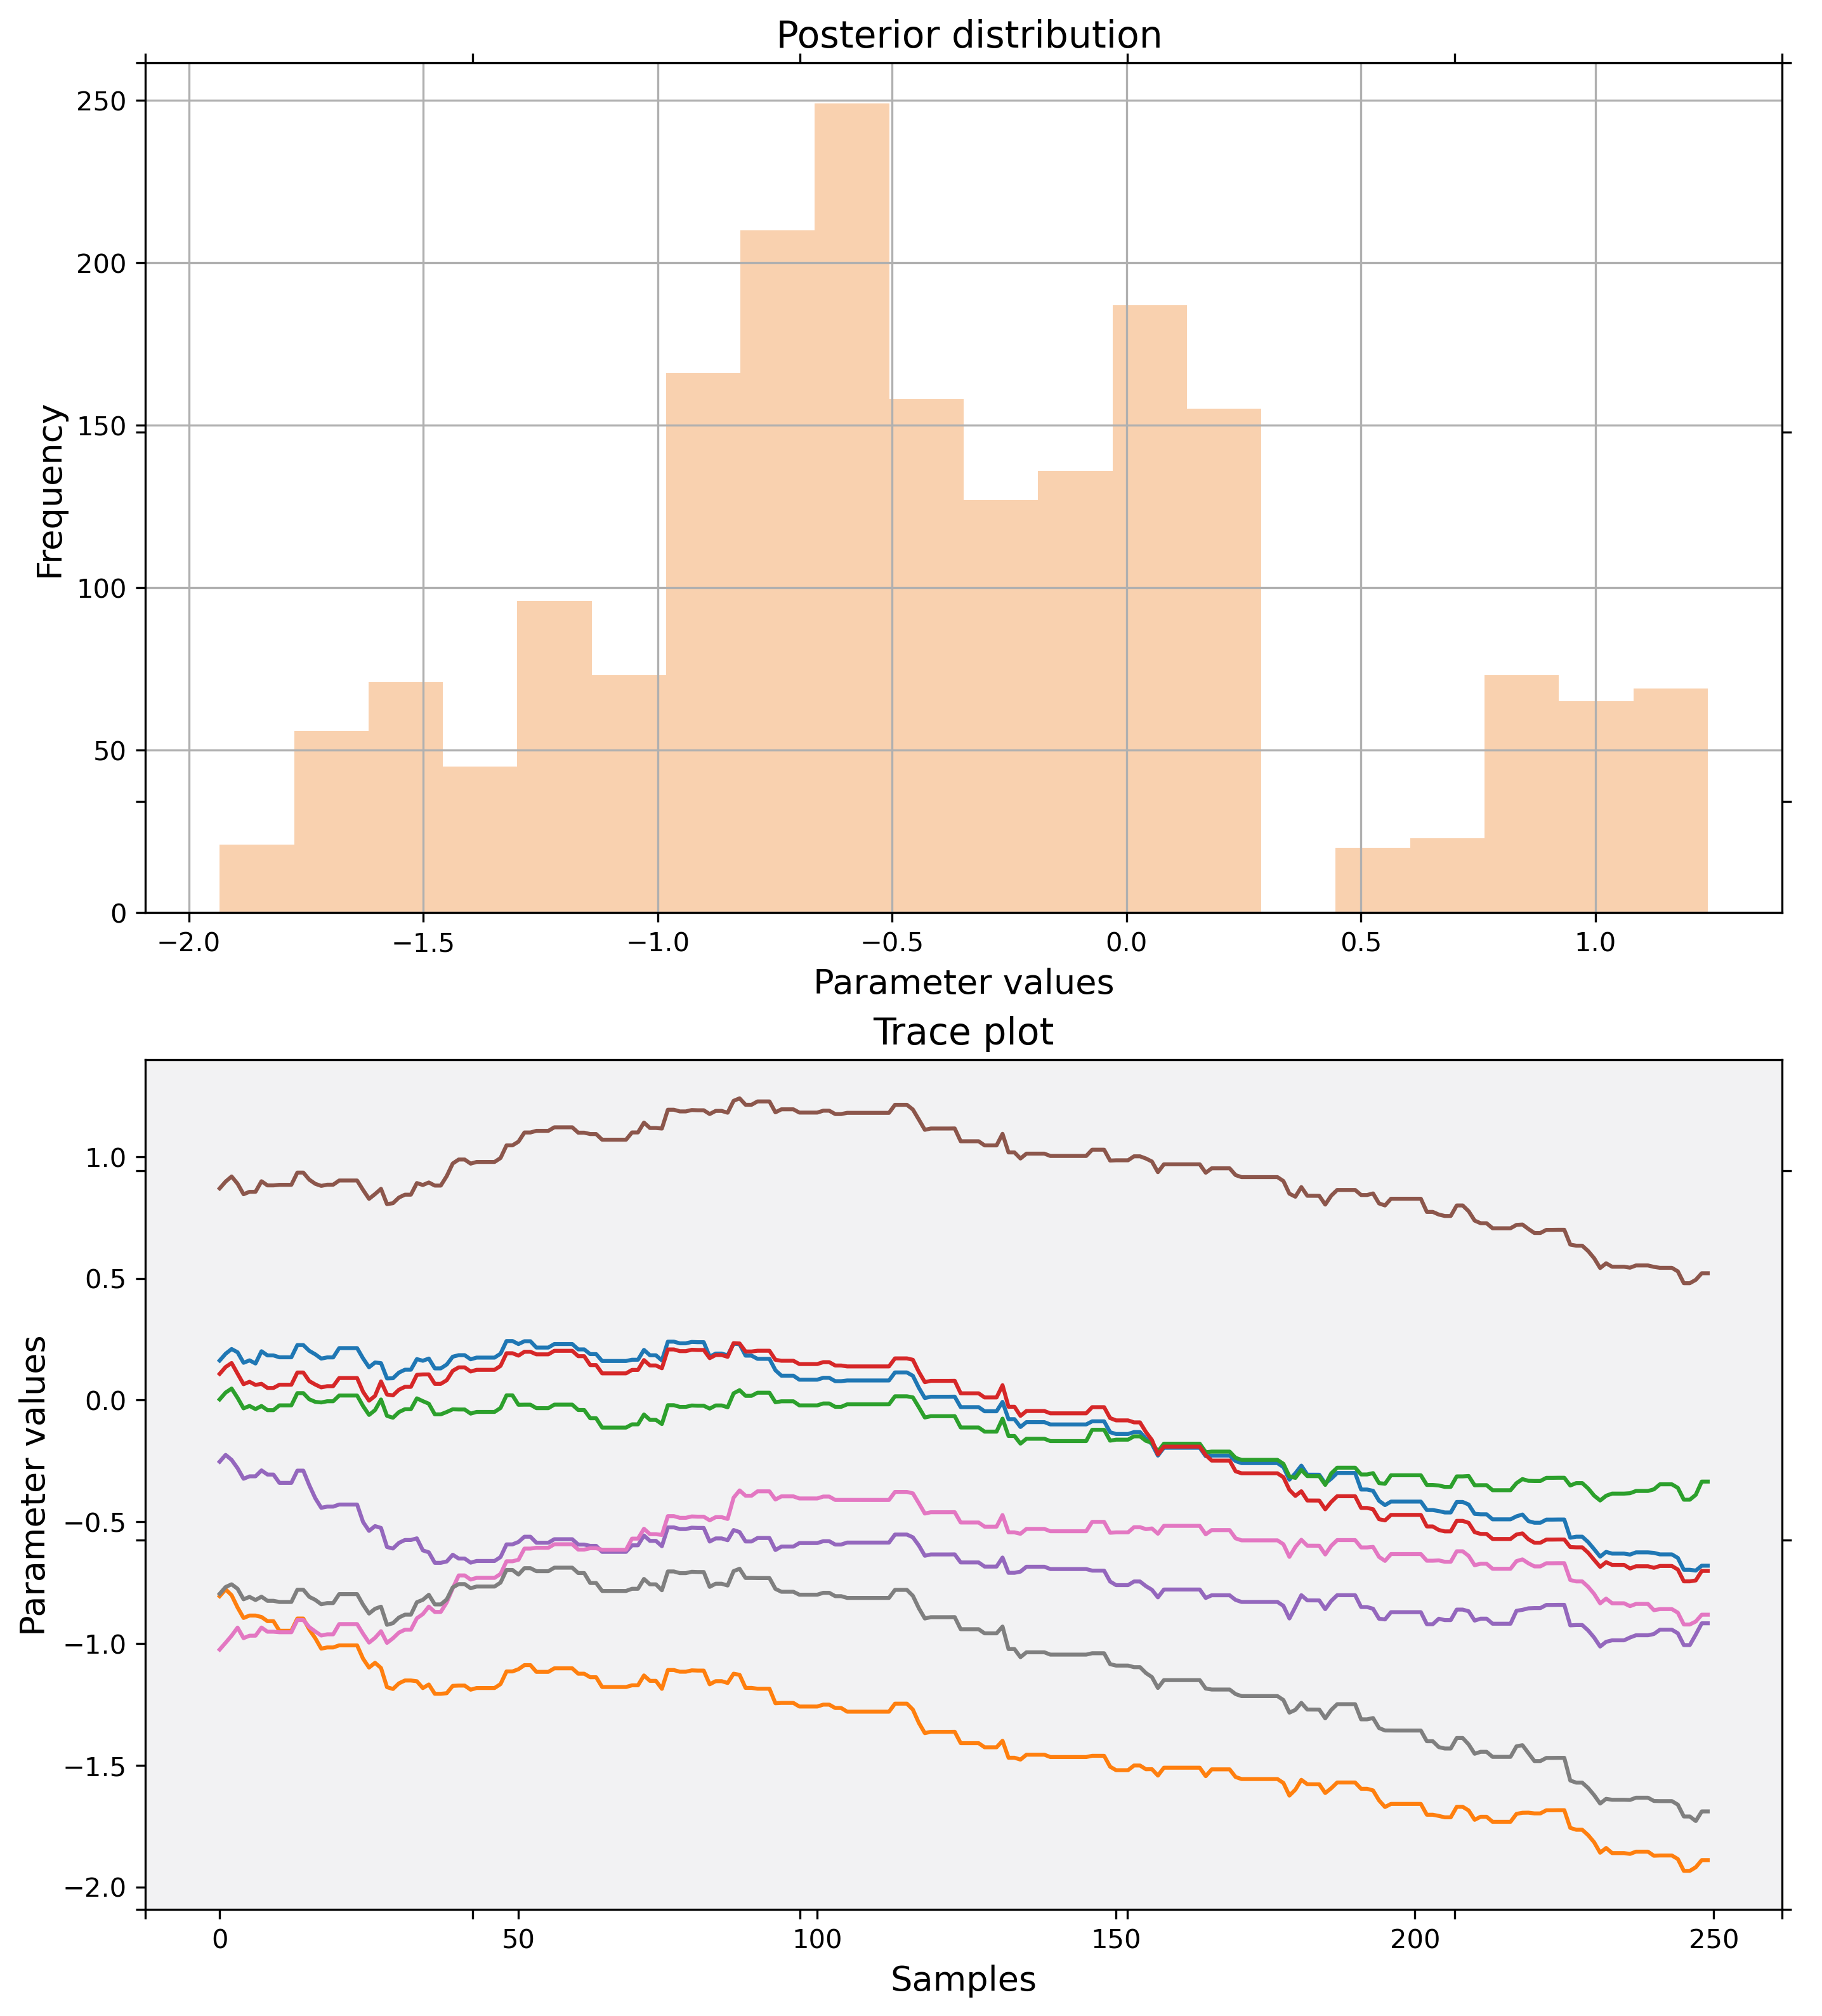 Posterior distribution
250
200
150
100
50
0
Frequency
−2.0 −1.5 −1.0 −0.5 0.0 0.5 1.0
Parameter values
Trace plot
1.0
0.5
0.0
−0.5
−1.0
−1.5
−2.0
Parameter values
0 50 100 150 200 250
Samples